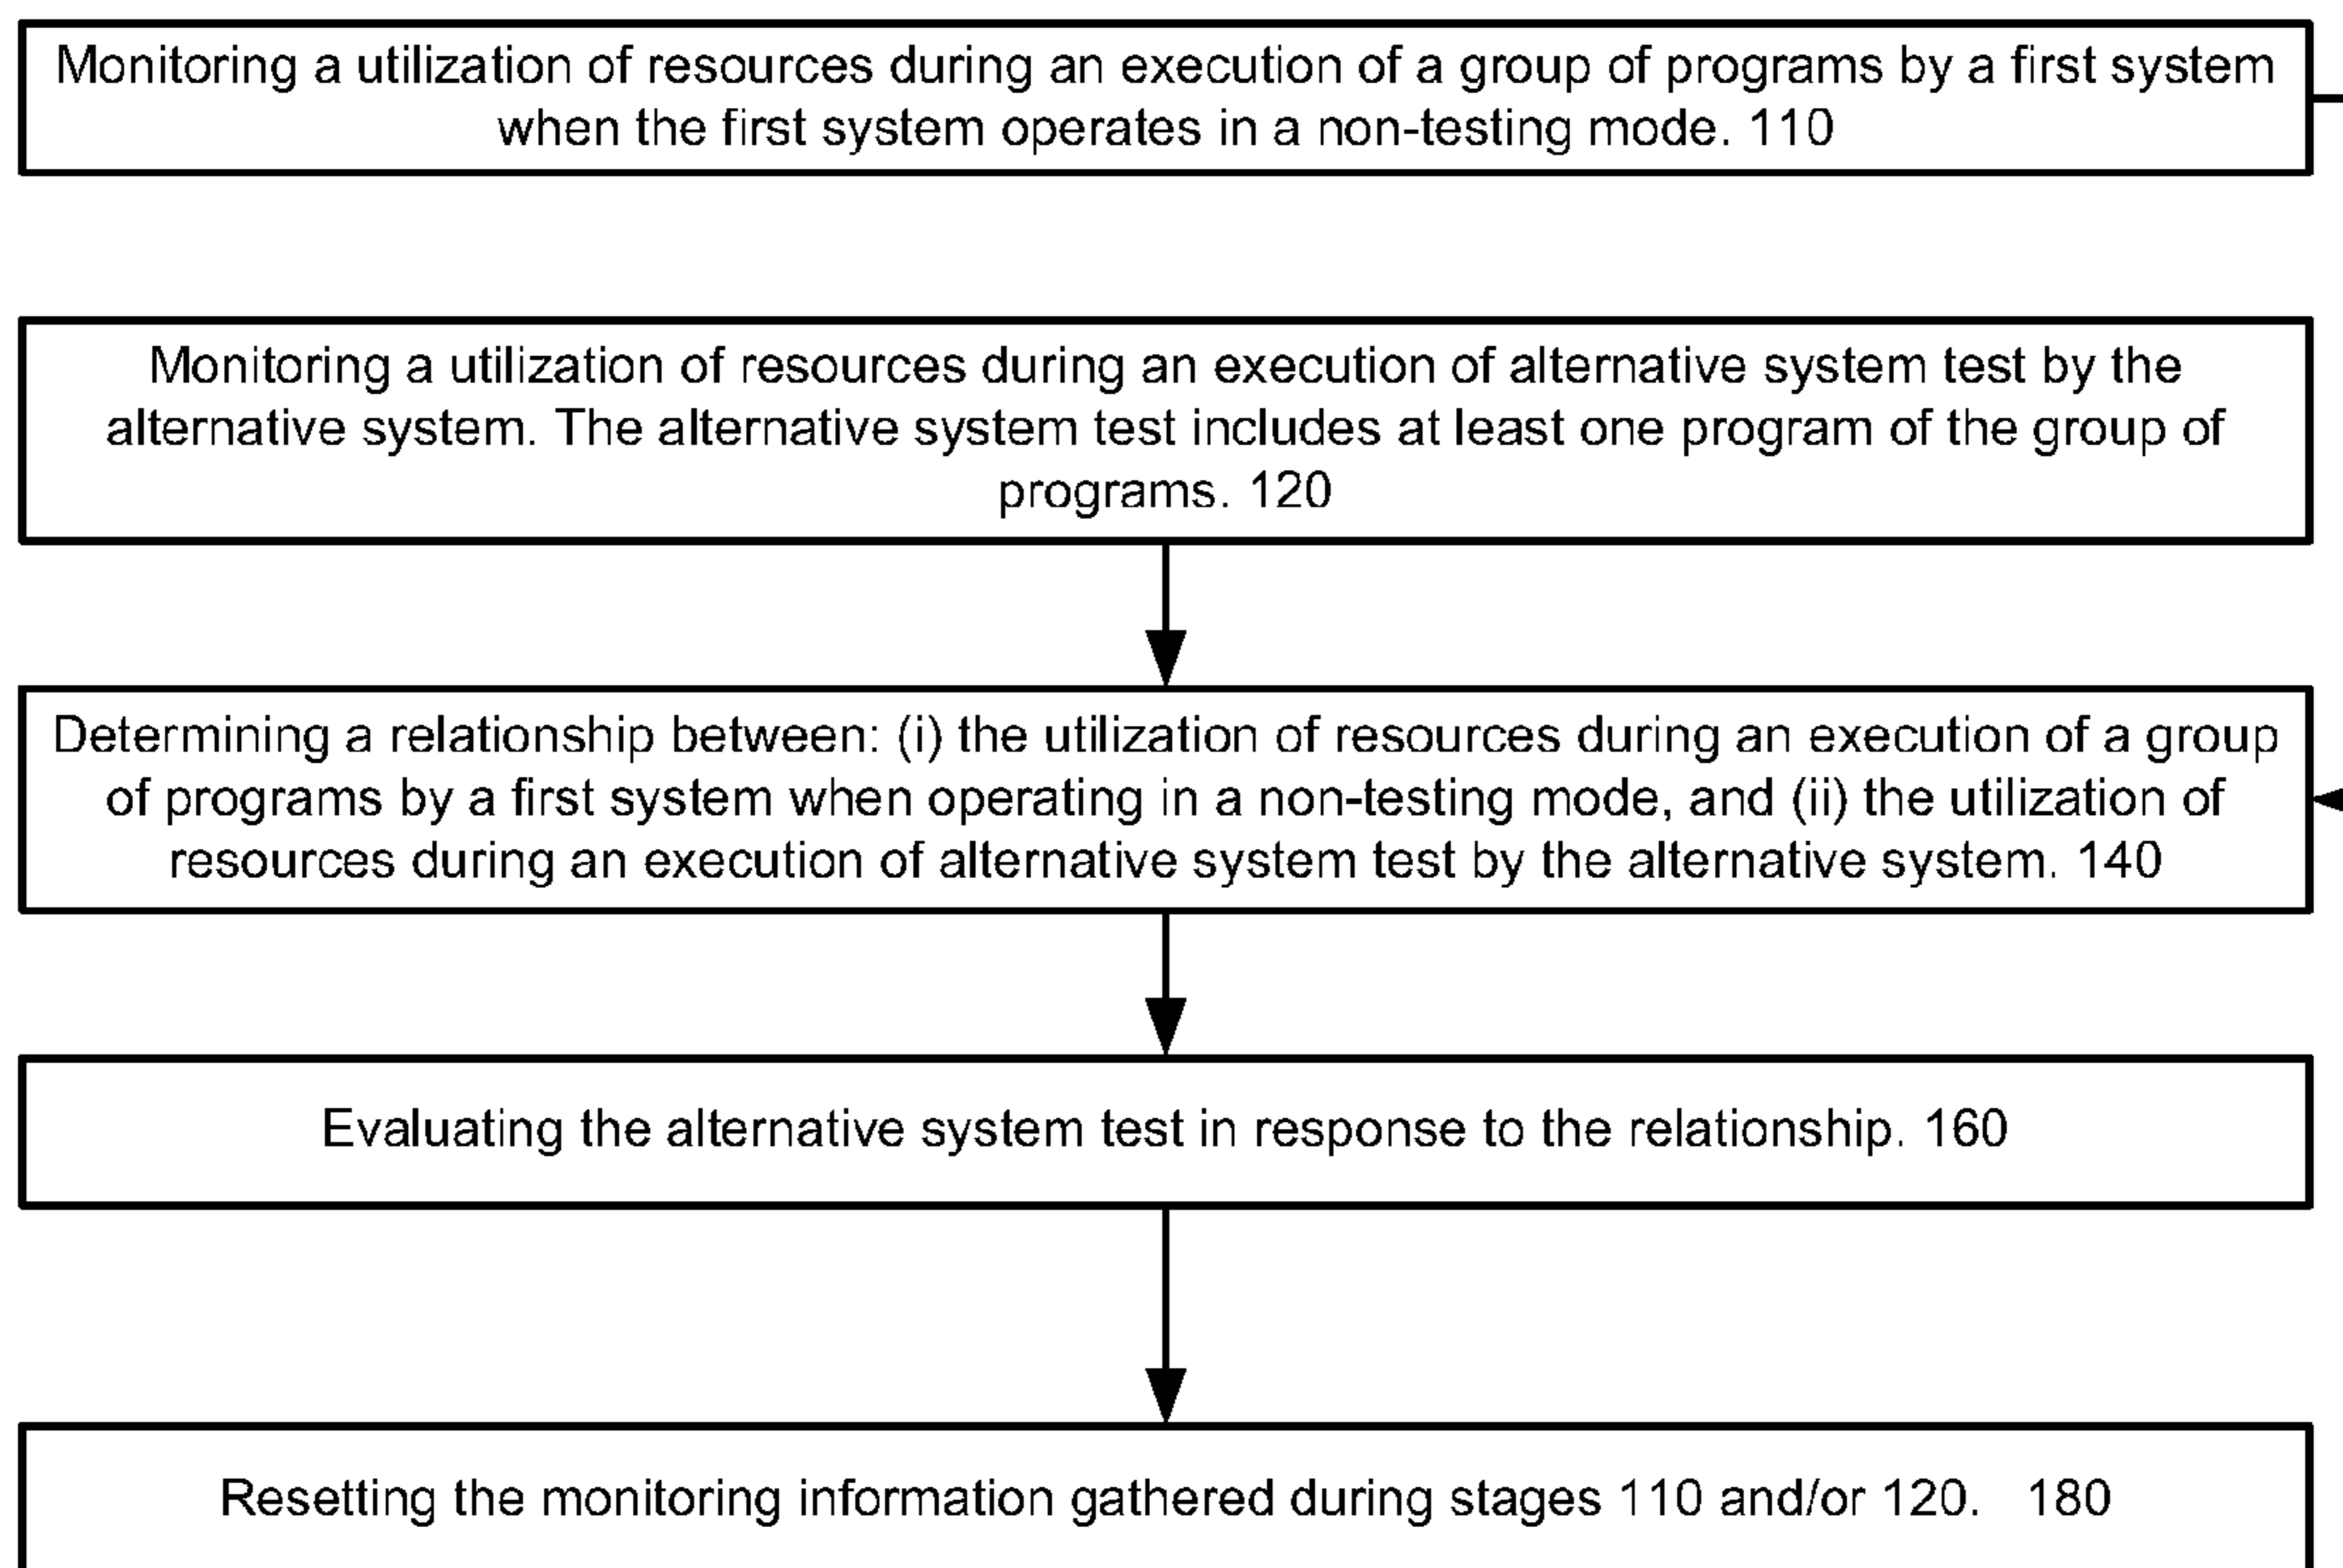 Monitoring a utilization of resources during an execution of a group of programs by a first system
when the first system operates in a non-testing mode. 110
Monitoring a utilization of resources during an execution of alternative system test by the
alternative system. The alternative system test includes at least one program of the group of
programs. 120
Determining a relationship between: (i) the utilization of resources during an execution of a group
of programs by a first system when operating in a non-testing mode, and (ii) the utilization of
resources during an execution of alternative system test by the alternative system. 140
Evaluating the alternative system test in response to the relationship. 160
Resetting the monitoring information gathered during stages 110 and/or 120. 180